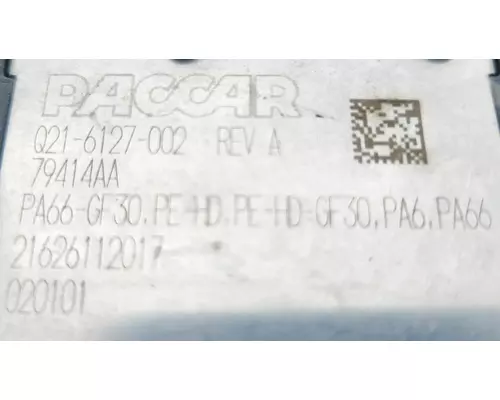 PACCAR
Q21-6127-002 REV A
79414AA
PA66-GF30,PE-HD,PE-HD-GF30,PA6,PA66
21626112017
020101